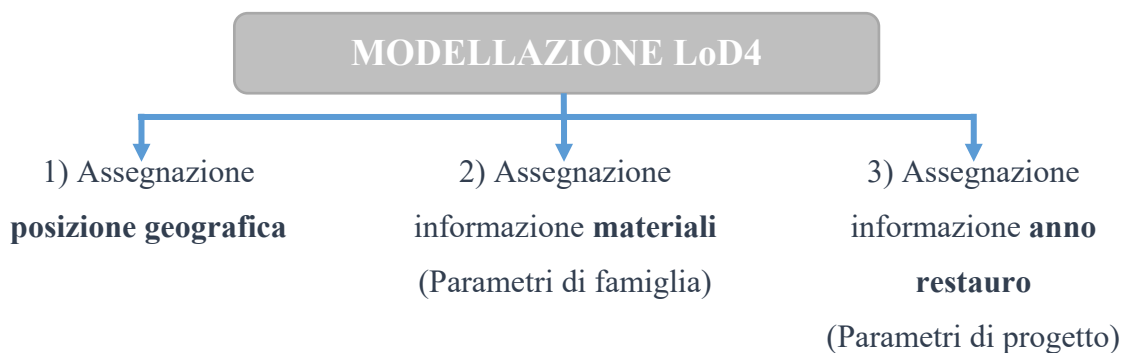 MODELLAZIONE LoD4
1) Assegnazione
posizione geografica
2) Assegnazione
informazione materiali
(Parametri di famiglia)
3) Assegnazione
informazione anno
restauro
(Parametri di progetto)